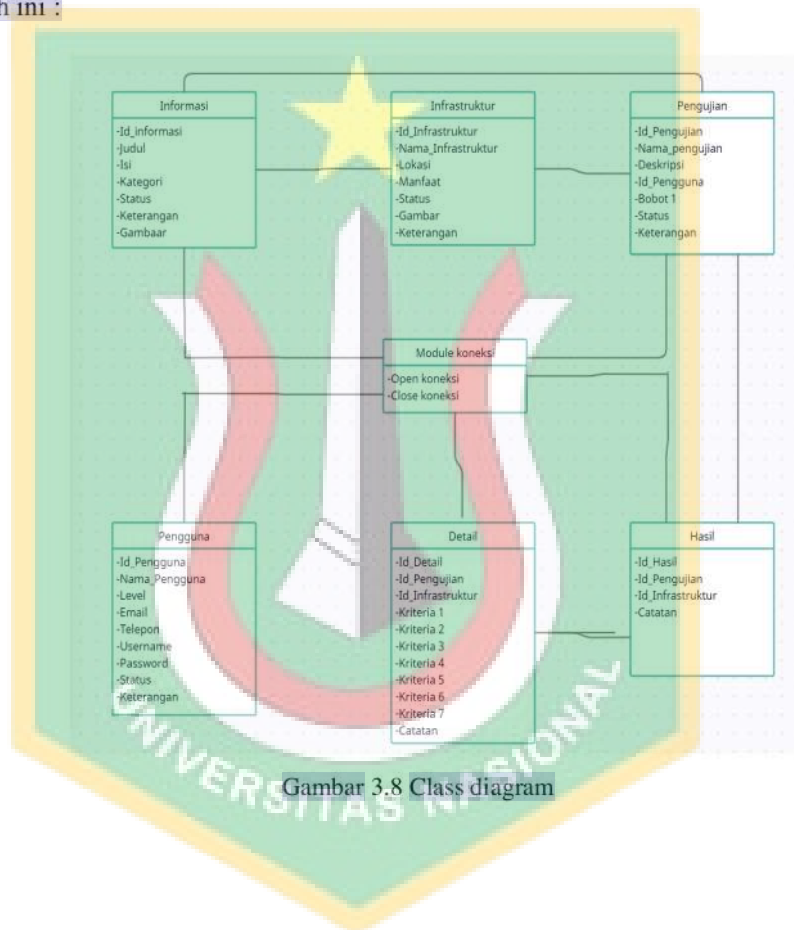 h ini :
Informasi
-Id_informasi
-Judul
-Isi
-Kategori
-Status
-Keterangan
-Gambaar
Infrastruktur
-Id_Infrastruktur
-Nama_Infrastruktur
-Lokasi
-Manfaat
-Status
-Gambar
-Keterangan
Pengujian
-Id_Pengujian
-Nama_pengujian
-Deskripsi
-Id_Pengguna
-Bobot 1
-Status
-Keterangan
Module koneksi
-Open koneksi
-Close koneksi
Pengguna
-Id_Pengguna
-Nama_Pengguna
-Level
-Email
-Telepon
-Username
-Password
-Status
-Keterangan
Detail
-Id_Detail
-Id_Pengujian
-Id_Infrastruktur
-Kriteria 1
-Kriteria 2
-Kriteria 3
-Kriteria 4
-Kriteria 5
-Kriteria 6
-Kriteria 7
-Catatan
Hasil
-Id_Hasil
-Id_Pengujian
-Id_Infrastruktur
-Catatan
UNIVERSITAS NASIONAL
Gambar 3.8 Class diagram